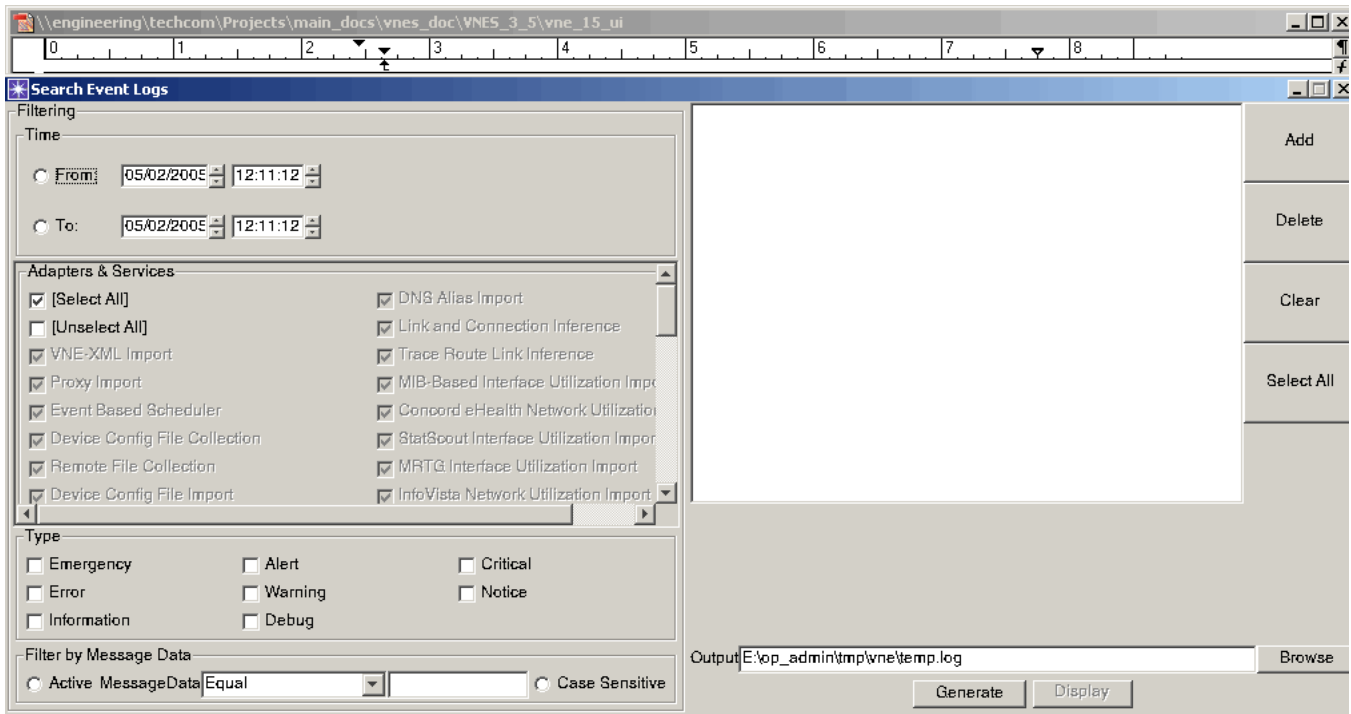 \\engineering\techcom\Projects\main_docs\vnes_doc\VNES_3_5\vne_15_ui
0 1 2 3 4 5 6 7 8
Search Event Logs
Filtering
Time
From: 05/02/2005 12:11:12
To: 05/02/2005 12:11:12
Adapters & Services
[Select All] DNS Alias Import
[Unselect All] Link and Connection Inference
VNE-XML Import Trace Route Link Inference
Proxy Import MIB-Based Interface Utilization Impo
Event Based Scheduler Concord eHealth Network Utilization
Device Config File Collection StatScout Interface Utilization Impor
Remote File Collection MRTG Interface Utilization Import
Device Config File Import InfoVista Network Utilization Import
Type
Emergency Alert Critical
Error Warning Notice
Information Debug
Filter by Message Data
Active MessageData Equal Case Sensitive
Add
Delete
Clear
Select All
Output E:\op_admin\tmp\vne\temp.log Browse
Generate Display